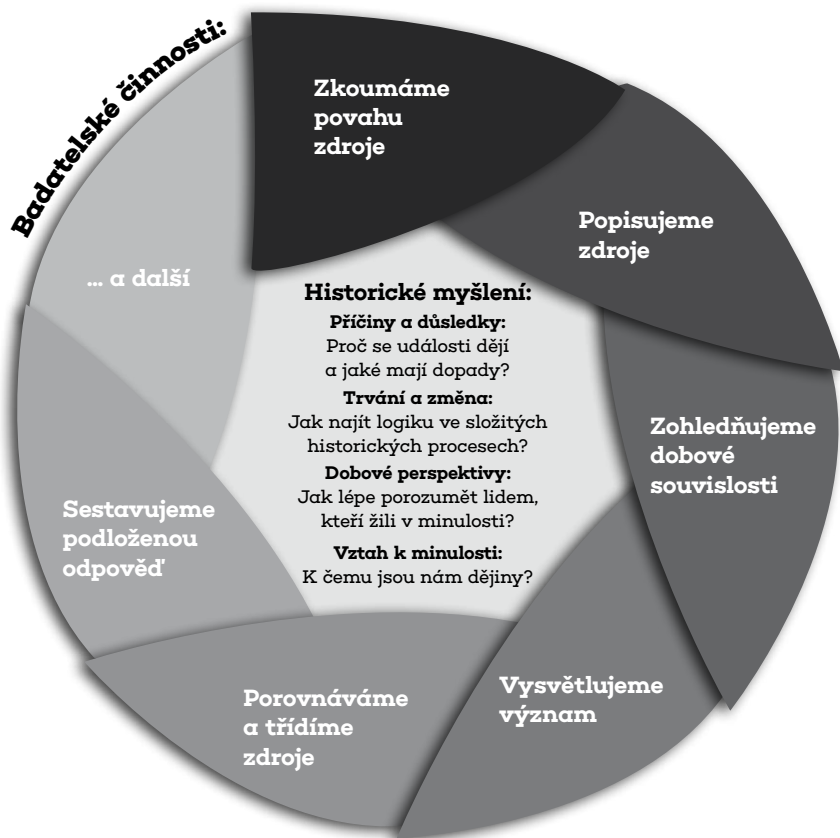 Badatelské činnosti:
Zkoumáme
povahu
zdroje
Popisujeme
zdroje
Zohledňujeme
dobové
souvislosti
Vysvětlujeme
význam
Porovnáváme
a třídíme
zdroje
Sestavujeme
podloženou
odpověď
... a další
Historické myšlení:
Příčiny a důsledky:
Proč se události dějí
a jaké mají dopady?
Trvání a změna:
Jak najít logiku ve složitých
historických procesech?
Dobové perspektivy:
Jak lépe porozumět lidem,
kteří žili v minulosti?
Vztah k minulosti:
K čemu jsou nám dějiny?